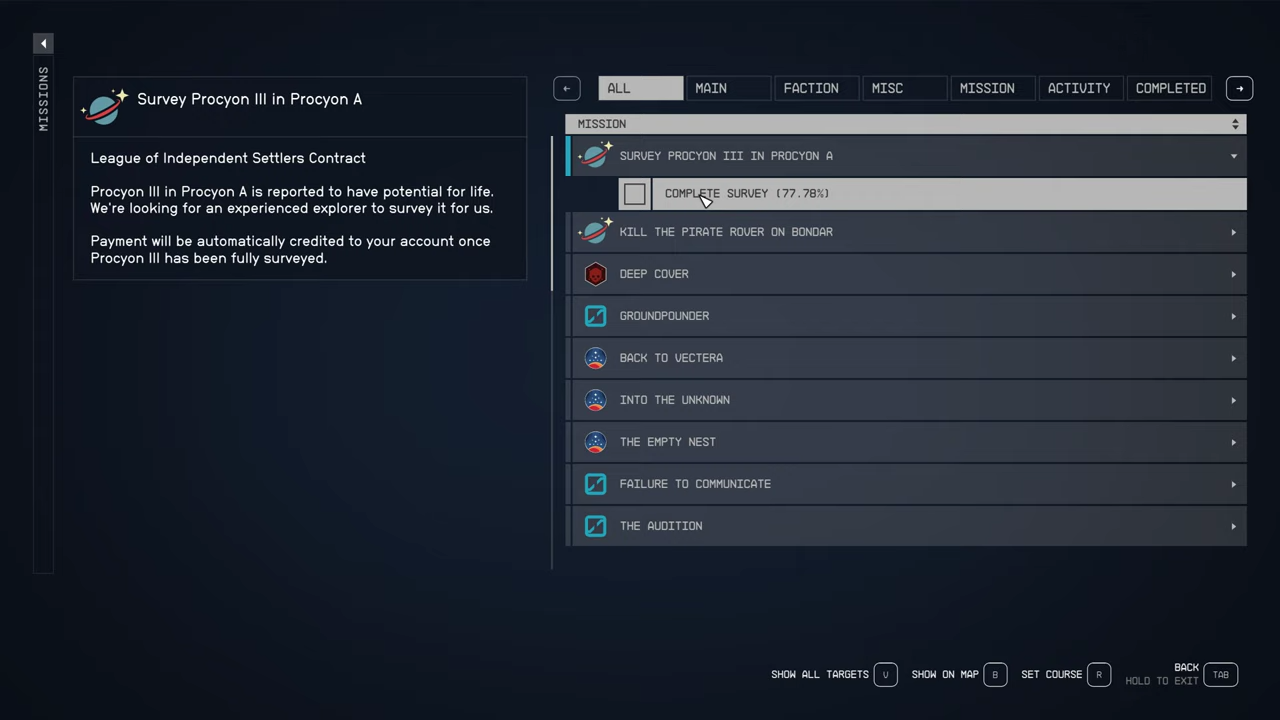 MISSIONS
Survey Procyon III in Procyon A
League of Independent Settlers Contract
Procyon III in Procyon A is reported to have potential for life.
We're looking for an experienced explorer to survey it for us.
Payment will be automatically credited to your account once
Procyon III has been fully surveyed.
ALL MAIN FACTION MISC MISSION ACTIVITY COMPLETED
MISSION
SURVEY PROCYON III IN PROCYON A
COMPLETE SURVEY (77.78%)
KILL THE PIRATE ROVER ON BONDAR
DEEP COVER
GROUNDPOUNDER
BACK TO VECTERA
INTO THE UNKNOWN
THE EMPTY NEST
FAILURE TO COMMUNICATE
THE AUDITION
SHOW ALL TARGETS V SHOW ON MAP B SET COURSE R BACK TAB
HOLD TO EXIT